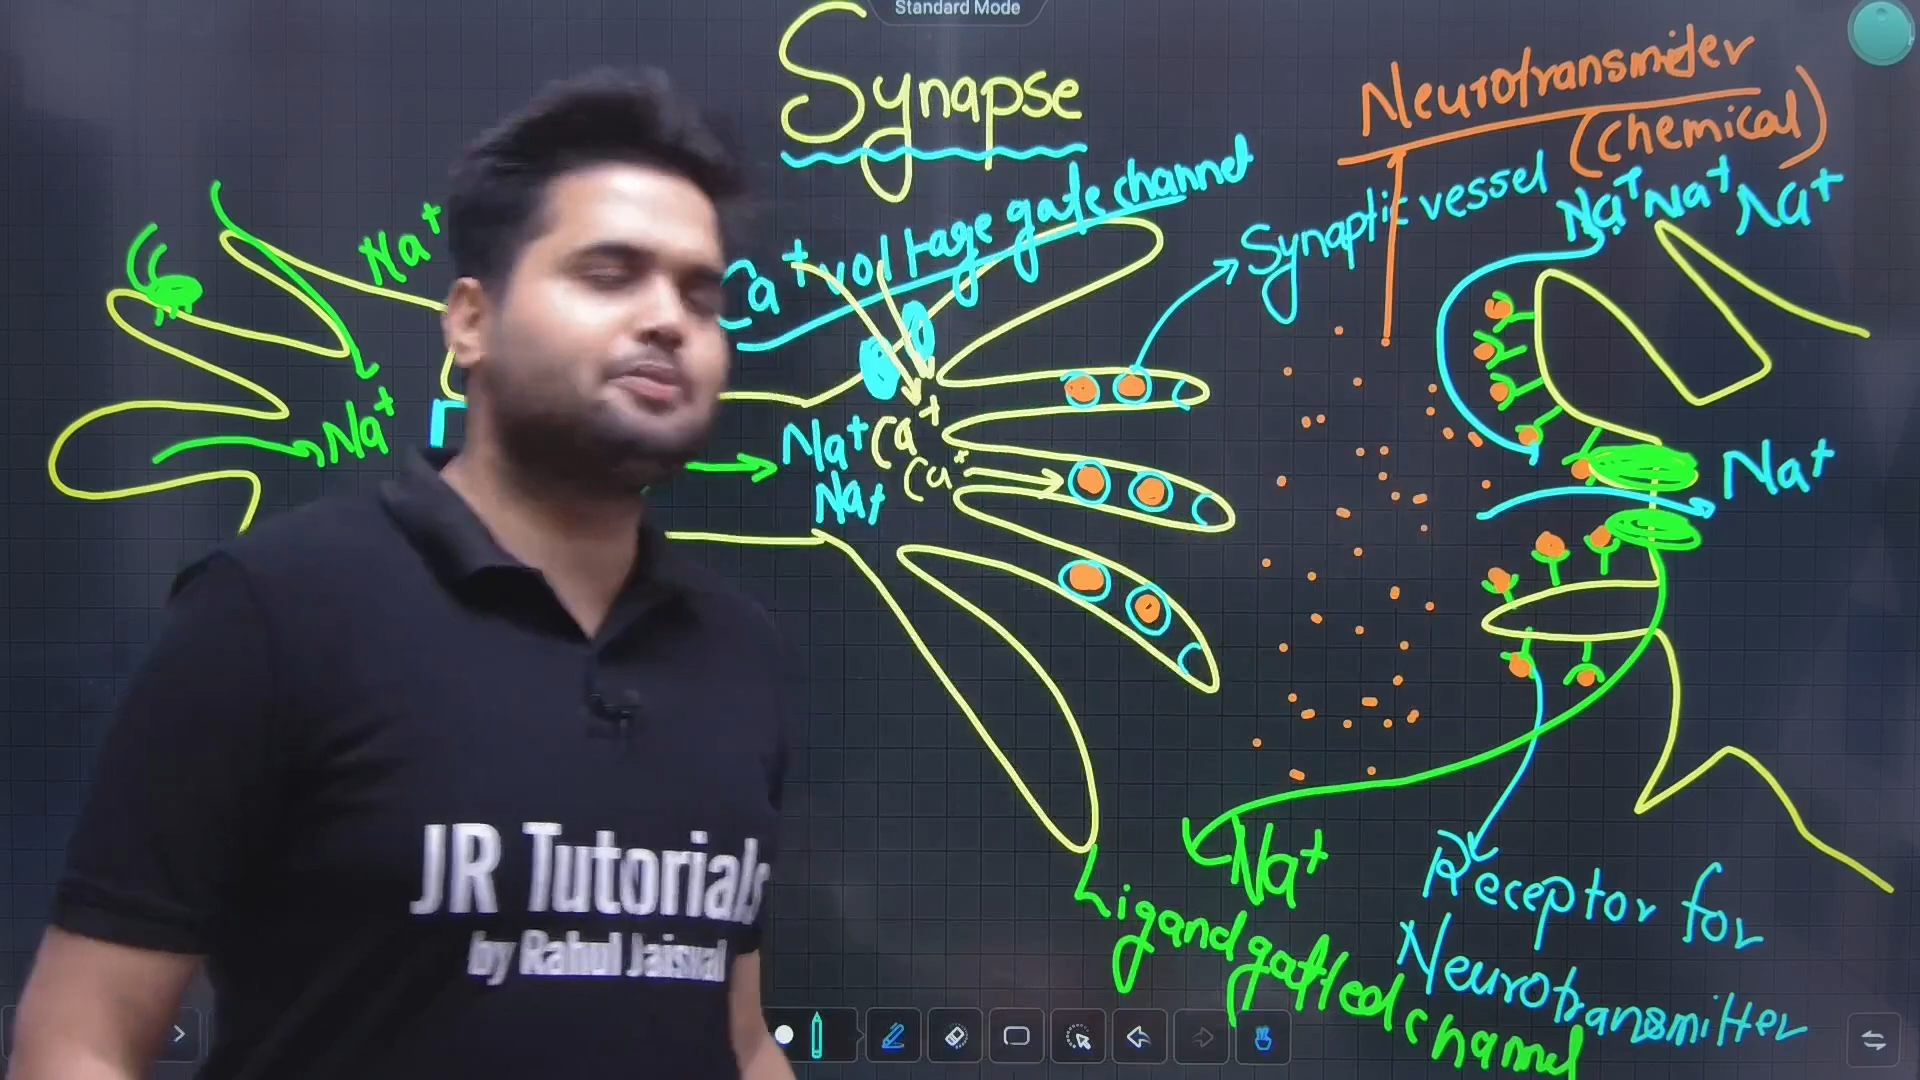 Standard Mode
Synapse
Neurotransmitter
(chemical)
Ca+ voltage gate channel
Synaptic vessel
Na+ Na+ Na+
Na+
Na+
Na+ Ca+
Na+ Ca+
Na+
Na+
Ligand gatted channel
Receptor for
Neurotransmitter
JR Tutorials
by Rahul Jaiswal